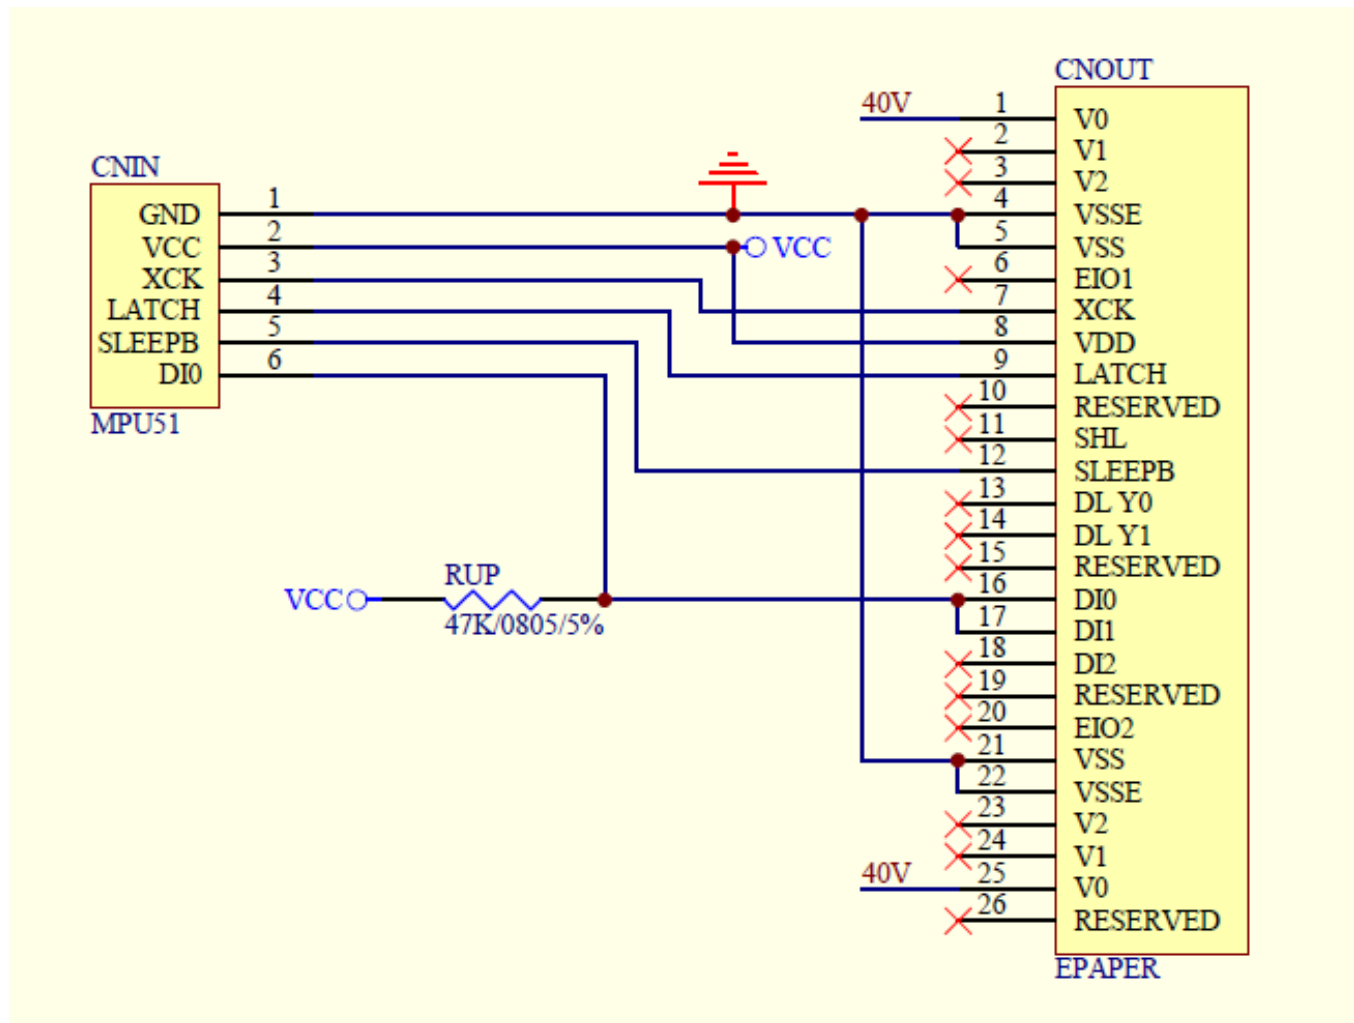 CNIN
GND 1
VCC 2
XCK 3
LATCH 4
SLEEPB 5
DI0 6
MPU51
VCC
VCC
RUP
47K/0805/5%
CNOUT
40V 1 V0
2 V1
3 V2
4 VSSE
5 VSS
6 EIO1
7 XCK
8 VDD
9 LATCH
10 RESERVED
11 SHL
12 SLEEPB
13 DL Y0
14 DL Y1
15 RESERVED
16 DI0
17 DI1
18 DI2
19 RESERVED
20 EIO2
21 VSS
22 VSSE
23 V2
24 V1
40V 25 V0
26 RESERVED
EPAPER